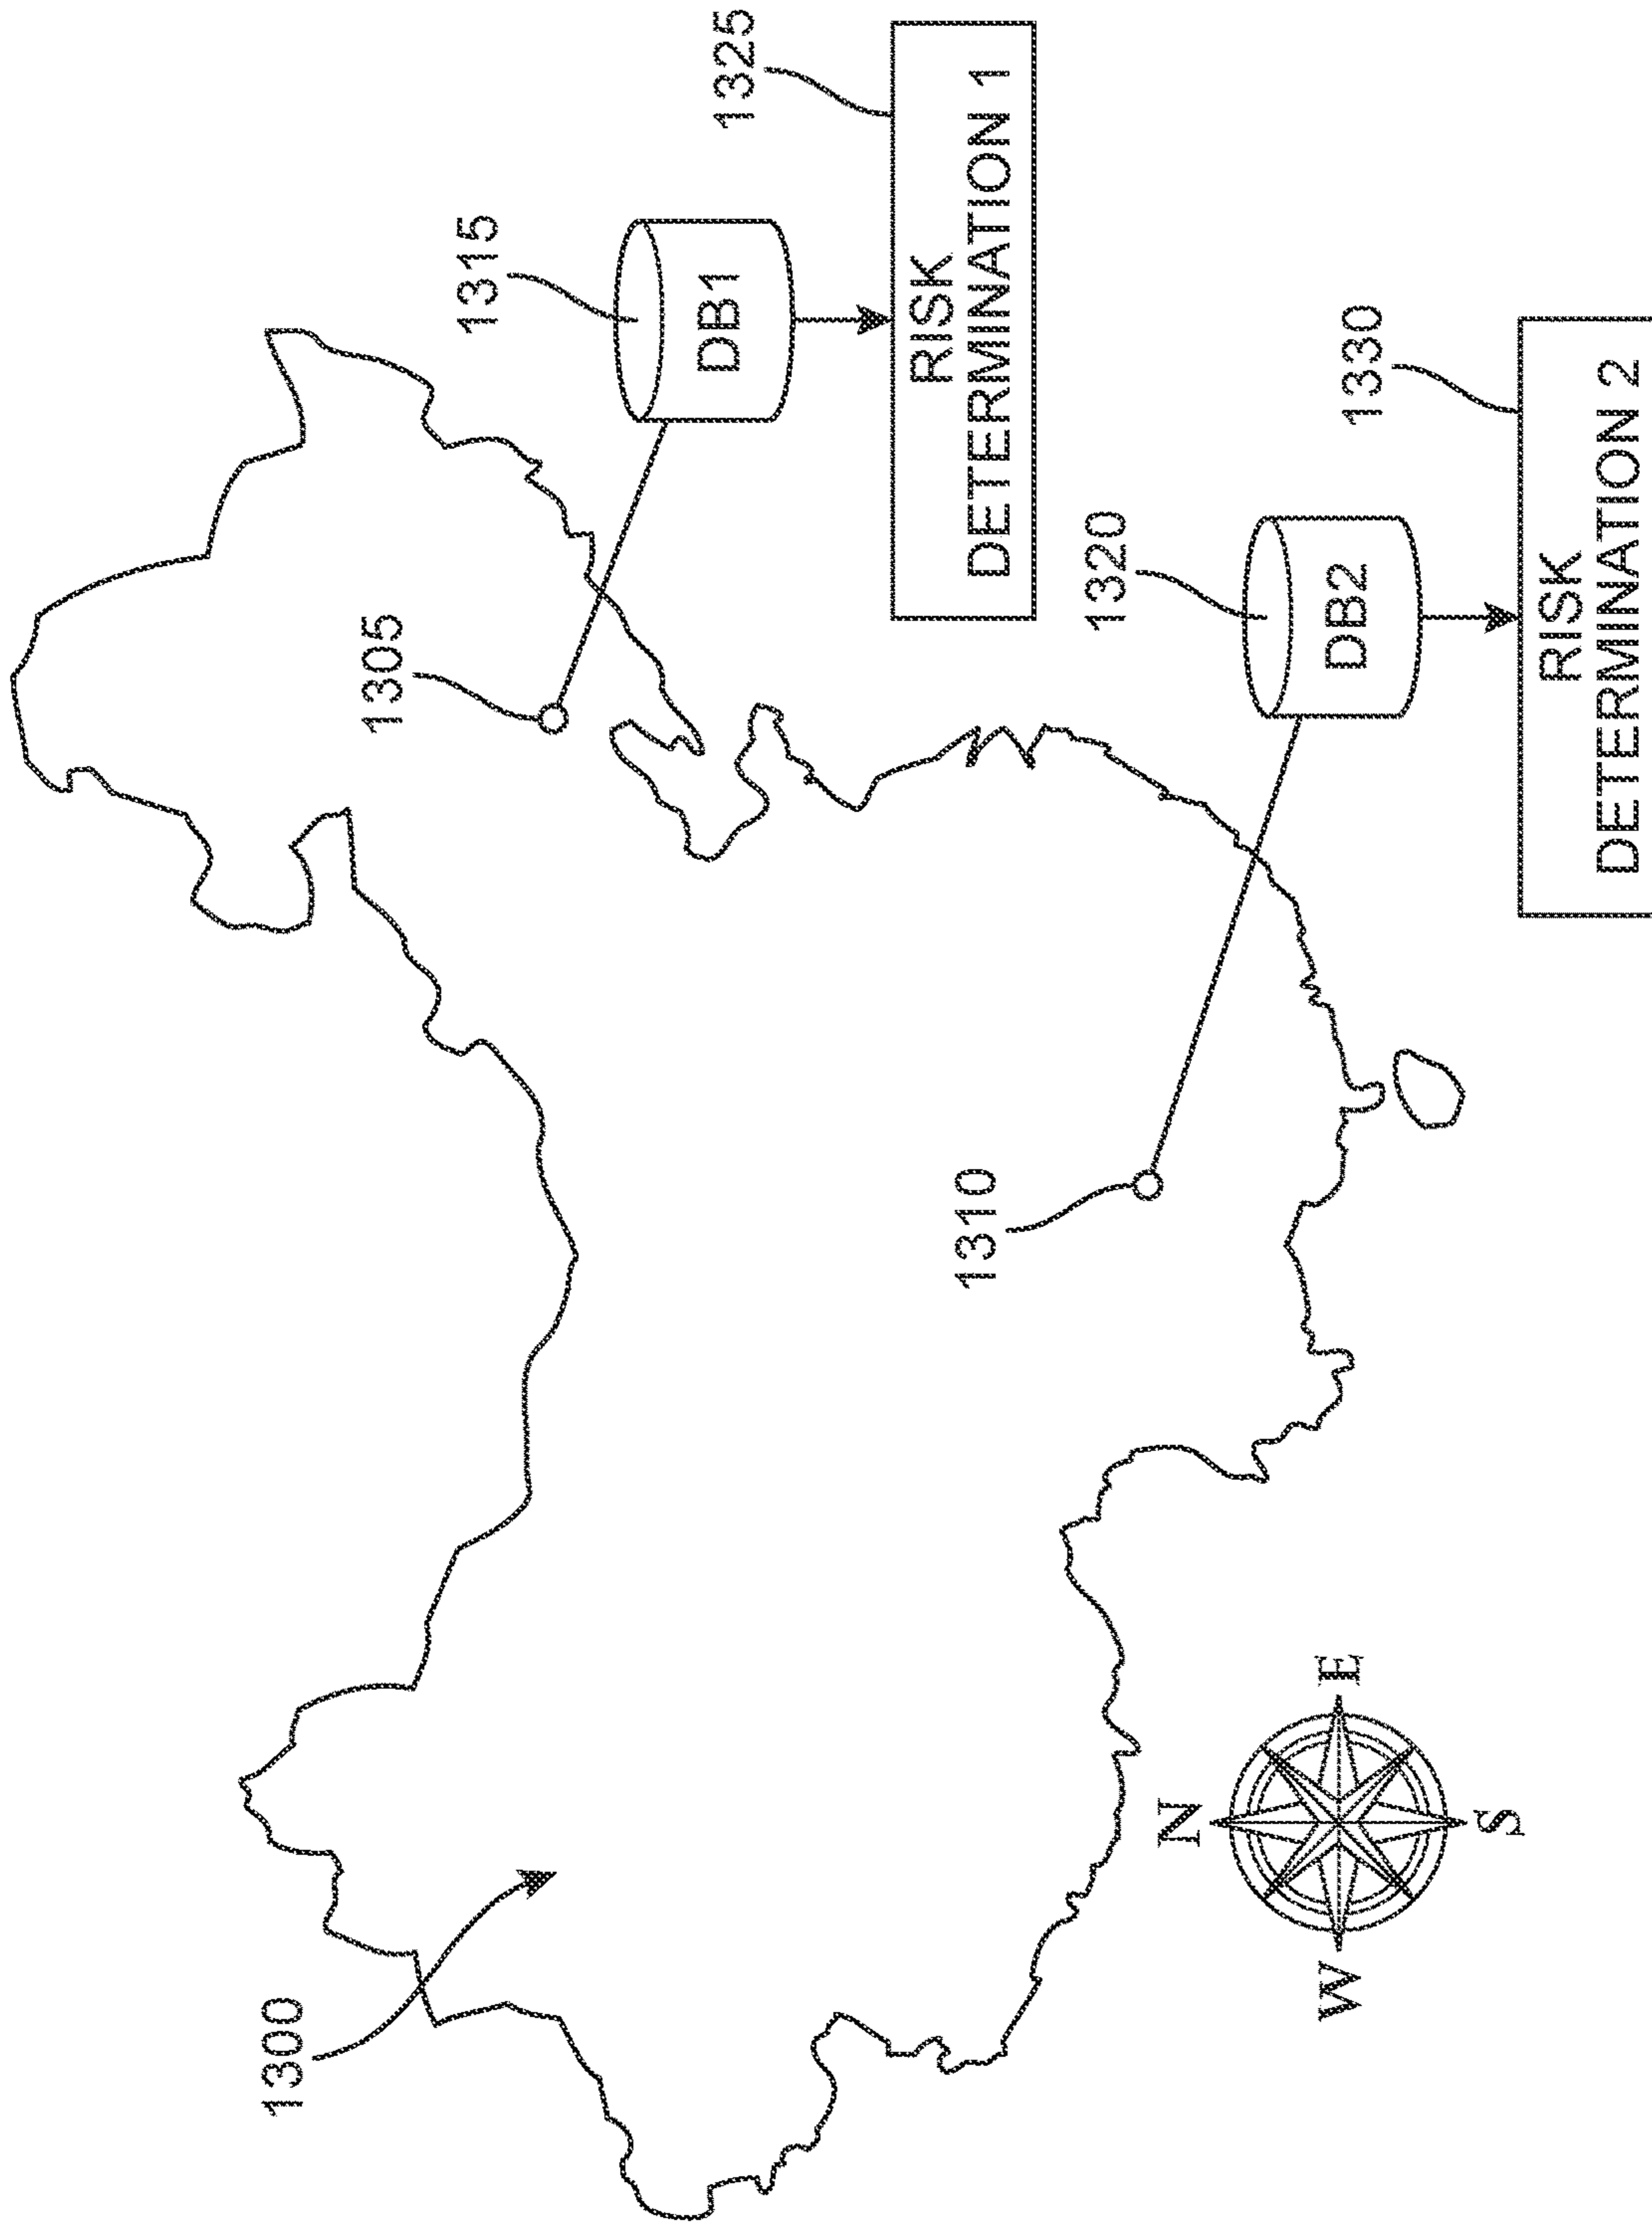 1300
1305
1315
DB1
1325
RISK
DETERMINATION 1
1310
1320
DB2
1330
RISK
DETERMINATION 2
N
W
E
S